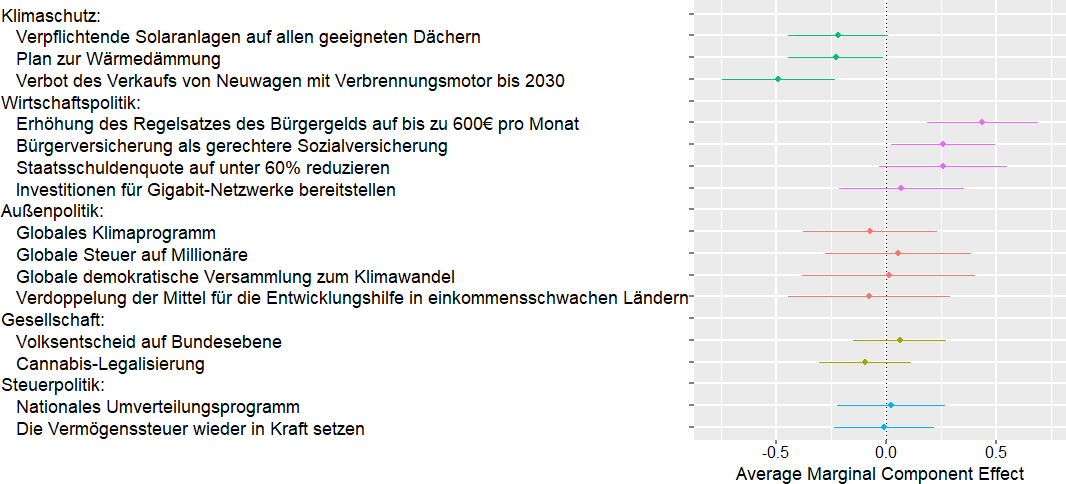 Klimaschutz:
Verpflichtende Solaranlagen auf allen geeigneten Dächern
Plan zur Wärmedämmung
Verbot des Verkaufs von Neuwagen mit Verbrennungsmotor bis 2030
Wirtschaftspolitik:
Erhöhung des Regelsatzes des Bürgergelds auf bis zu 600€ pro Monat
Bürgerversicherung als gerechtere Sozialversicherung
Staatsschuldenquote auf unter 60% reduzieren
Investitionen für Gigabit-Netzwerke bereitstellen
Außenpolitik:
Globales Klimaprogramm
Globale Steuer auf Millionäre
Globale demokratische Versammlung zum Klimawandel
Verdoppelung der Mittel für die Entwicklungshilfe in einkommensschwachen Ländern
Gesellschaft:
Volksentscheid auf Bundesebene
Cannabis-Legalisierung
Steuerpolitik:
Nationales Umverteilungsprogramm
Die Vermögenssteuer wieder in Kraft setzen
-0.5 0.0 0.5
Average Marginal Component Effect